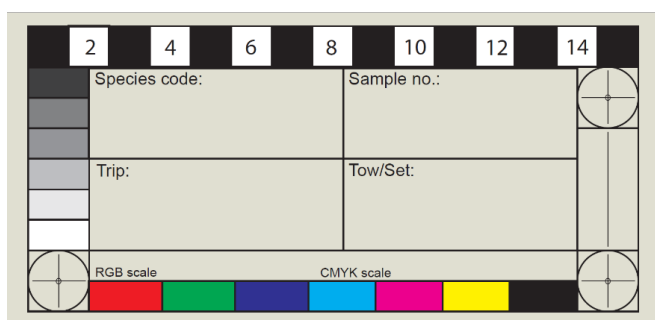 2 4 6 8 10 12 14
Species code: Sample no.:
Trip: Tow/Set:
RGB scale CMYK scale